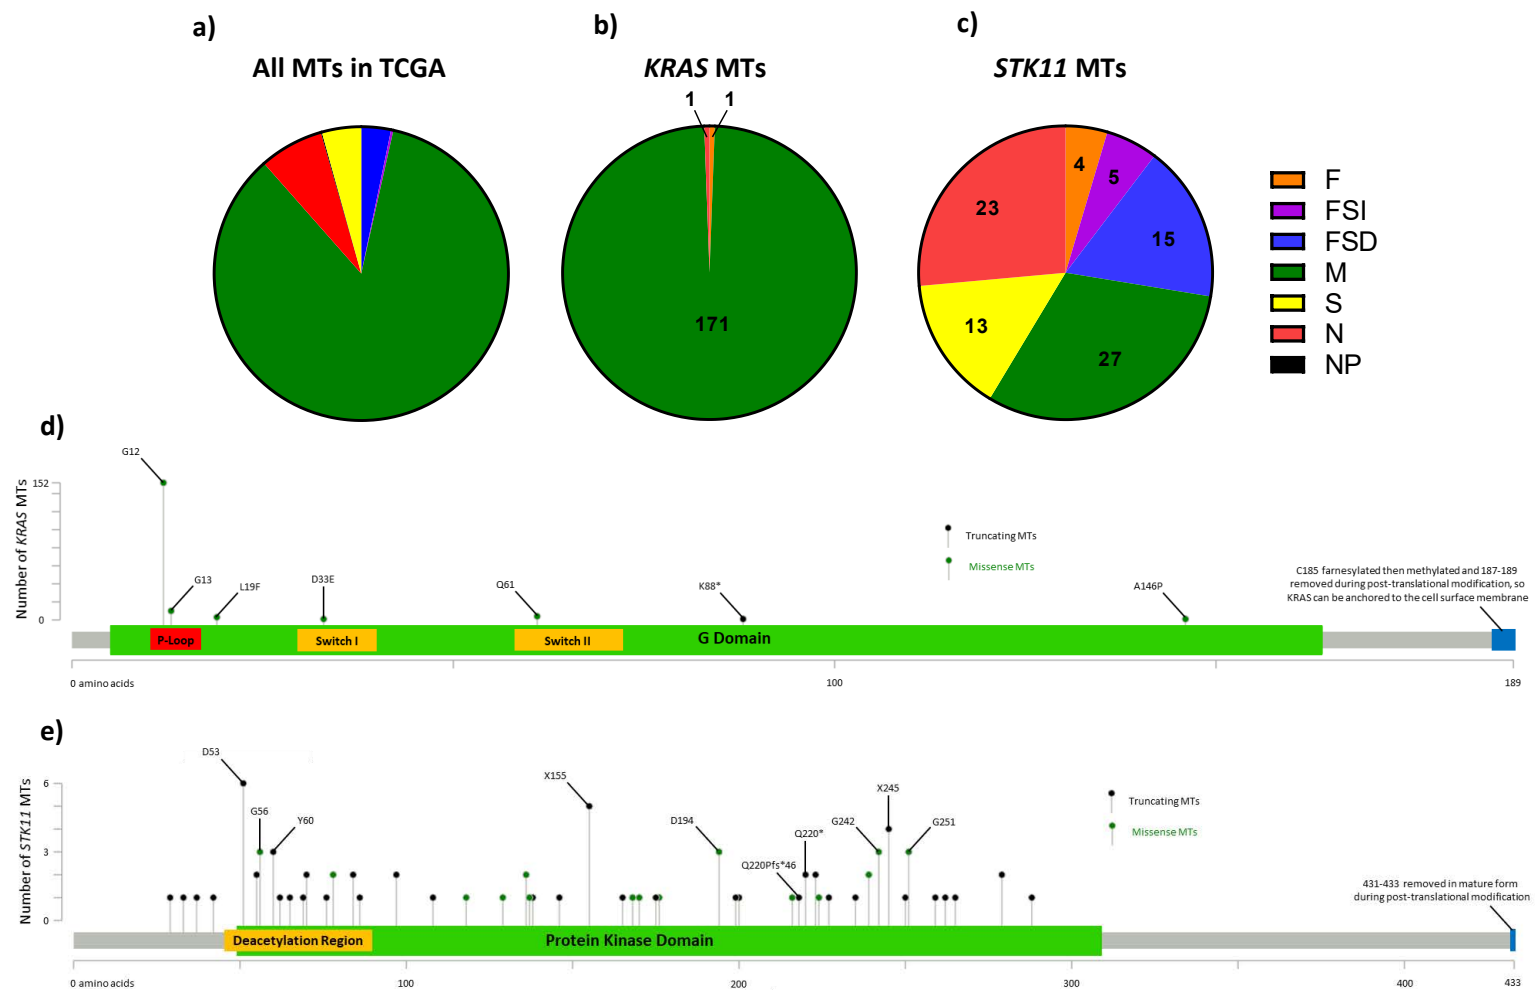 a)
b)
c)
All MTs in TCGA
KRAS MTs
STK11 MTs
1
1
171
4
5
15
27
13
23
F
FSI
FSD
M
S
N
NP
d)
Number of KRAS MTs
152
0
G12
G13
L19F
D33E
Q61
K88*
A146P
Truncating MTs
Missense MTs
C185 farnesylated then methylated and 187-189
removed during post-translational modification, so
KRAS can be anchored to the cell surface membrane
P-Loop
Switch I
Switch II
G Domain
0 amino acids
100
189
e)
Number of STK11 MTs
6
3
0
D53
G56
Y60
X155
D194
Q220Pfs*46
Q220*
G242
X245
G251
Truncating MTs
Missense MTs
431-433 removed in mature form
during post-translational modification
Deacetylation Region
Protein Kinase Domain
0 amino acids
100
200
300
400
433